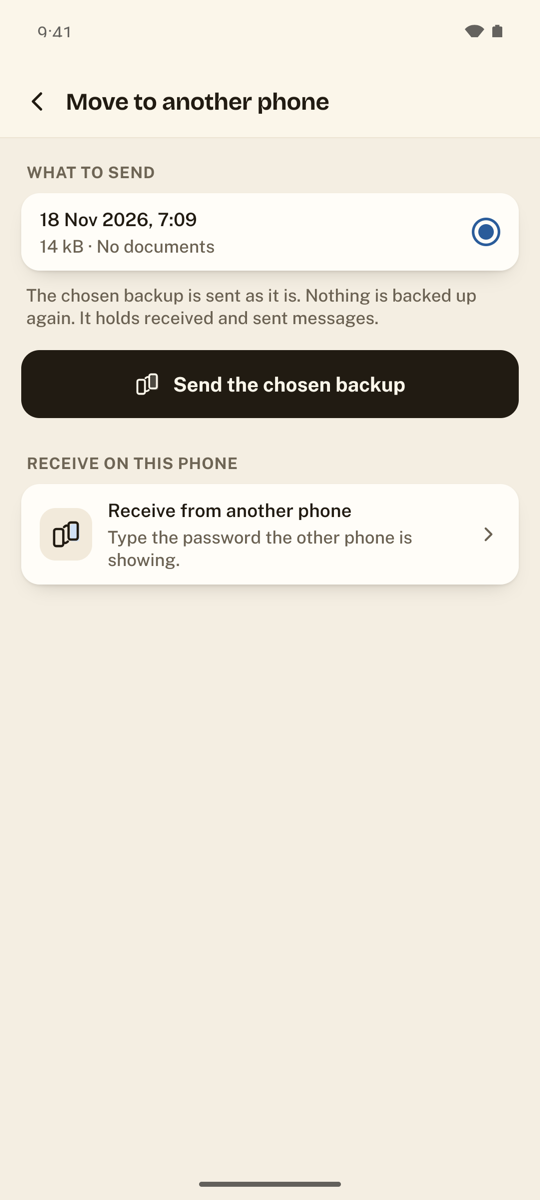 9:41
Move to another phone
WHAT TO SEND
18 Nov 2026, 7:09
14 kB · No documents
The chosen backup is sent as it is. Nothing is backed up
again. It holds received and sent messages.
Send the chosen backup
RECEIVE ON THIS PHONE
Receive from another phone
Type the password the other phone is
showing.